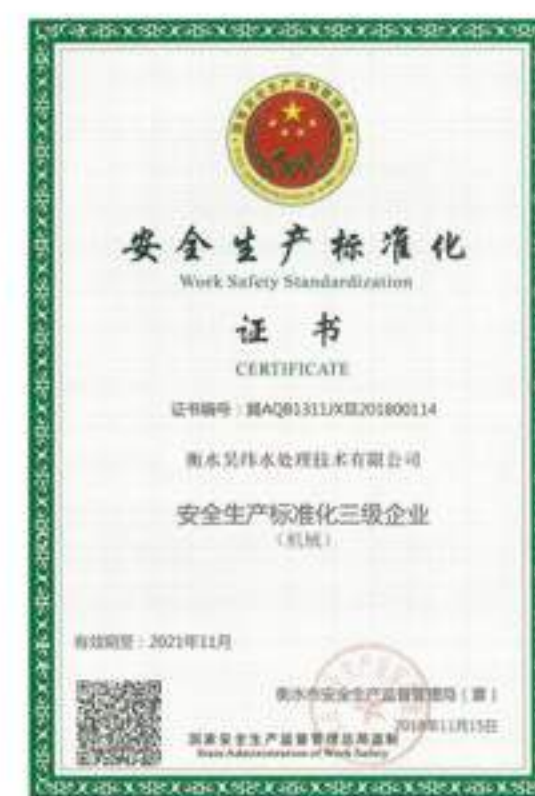 安全生产标准化
Work Safety Standardization
证 书
CERTIFICATE
证书编号：冀AQB1311JXⅢ201800114
衡水昊纬水处理技术有限公司
安全生产标准化三级企业
（机械）
有效期至：2021年11月
衡水市安全生产监督管理局（章）
2018年11月15日
国家安全生产监督管理总局监制
State Administration of Work Safety